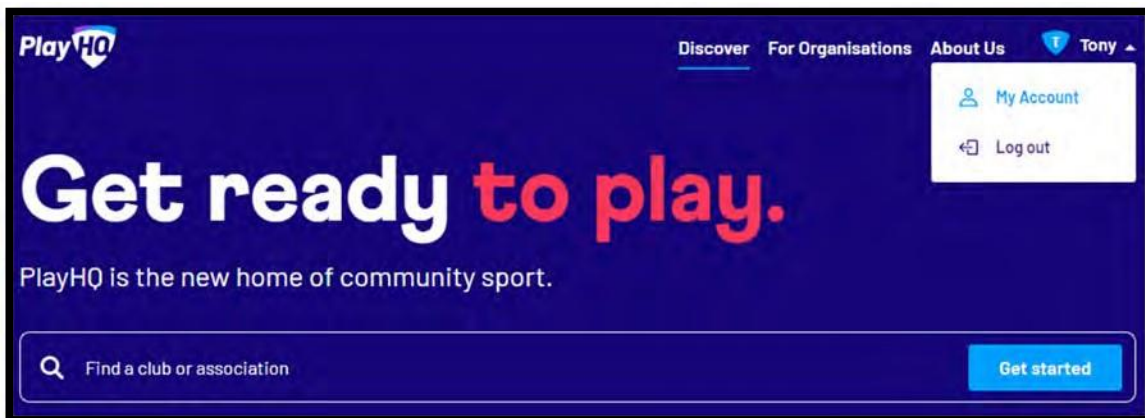 PlayHQ
Discover For Organisations About Us T Tony
My Account
Log out
Get ready to play.
PlayHQ is the new home of community sport.
Find a club or association Get started